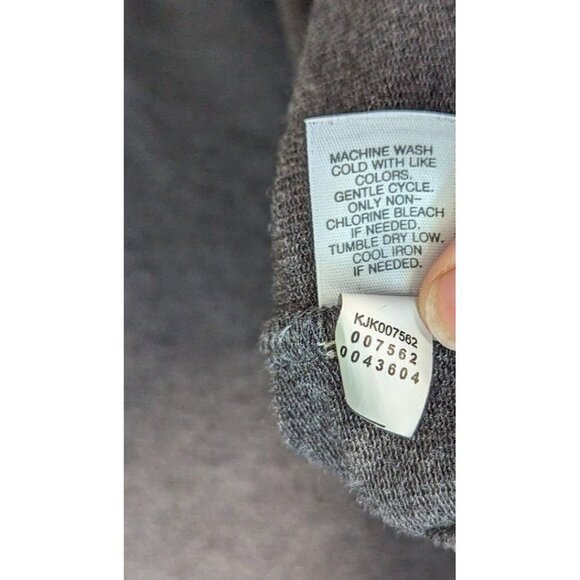 MACHINE WASH
COLD WITH LIKE
COLORS.
GENTLE CYCLE.
ONLY NON-
CHLORINE BLEACH
IF NEEDED.
TUMBLE DRY LOW.
COOL IRON
IF NEEDED.
KJK007562
007562
0043604